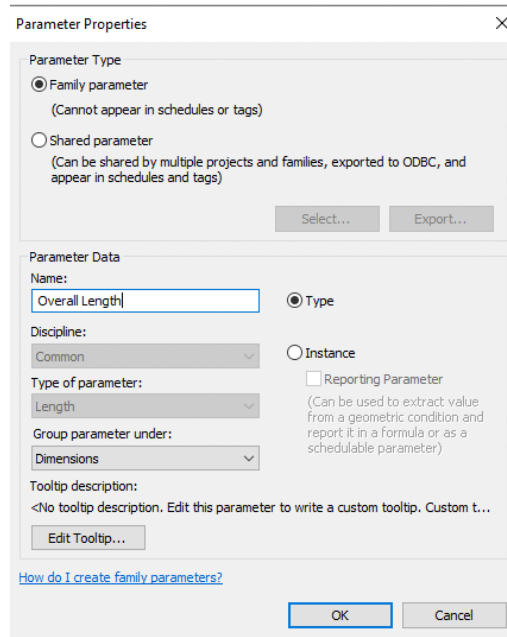 Parameter Properties
Parameter Type
Family parameter
(Cannot appear in schedules or tags)
Shared parameter
(Can be shared by multiple projects and families, exported to ODBC, and
appear in schedules and tags)
Select...
Export...
Parameter Data
Name:
Overall Length
Type
Discipline:
Common
Instance
Reporting Parameter
Type of parameter:
Length
(Can be used to extract value
from a geometric condition and
report it in a formula or as a
schedulable parameter)
Group parameter under:
Dimensions
Tooltip description:
<No tooltip description. Edit this parameter to write a custom tooltip. Custom t...
Edit Tooltip...
How do I create family parameters?
OK
Cancel